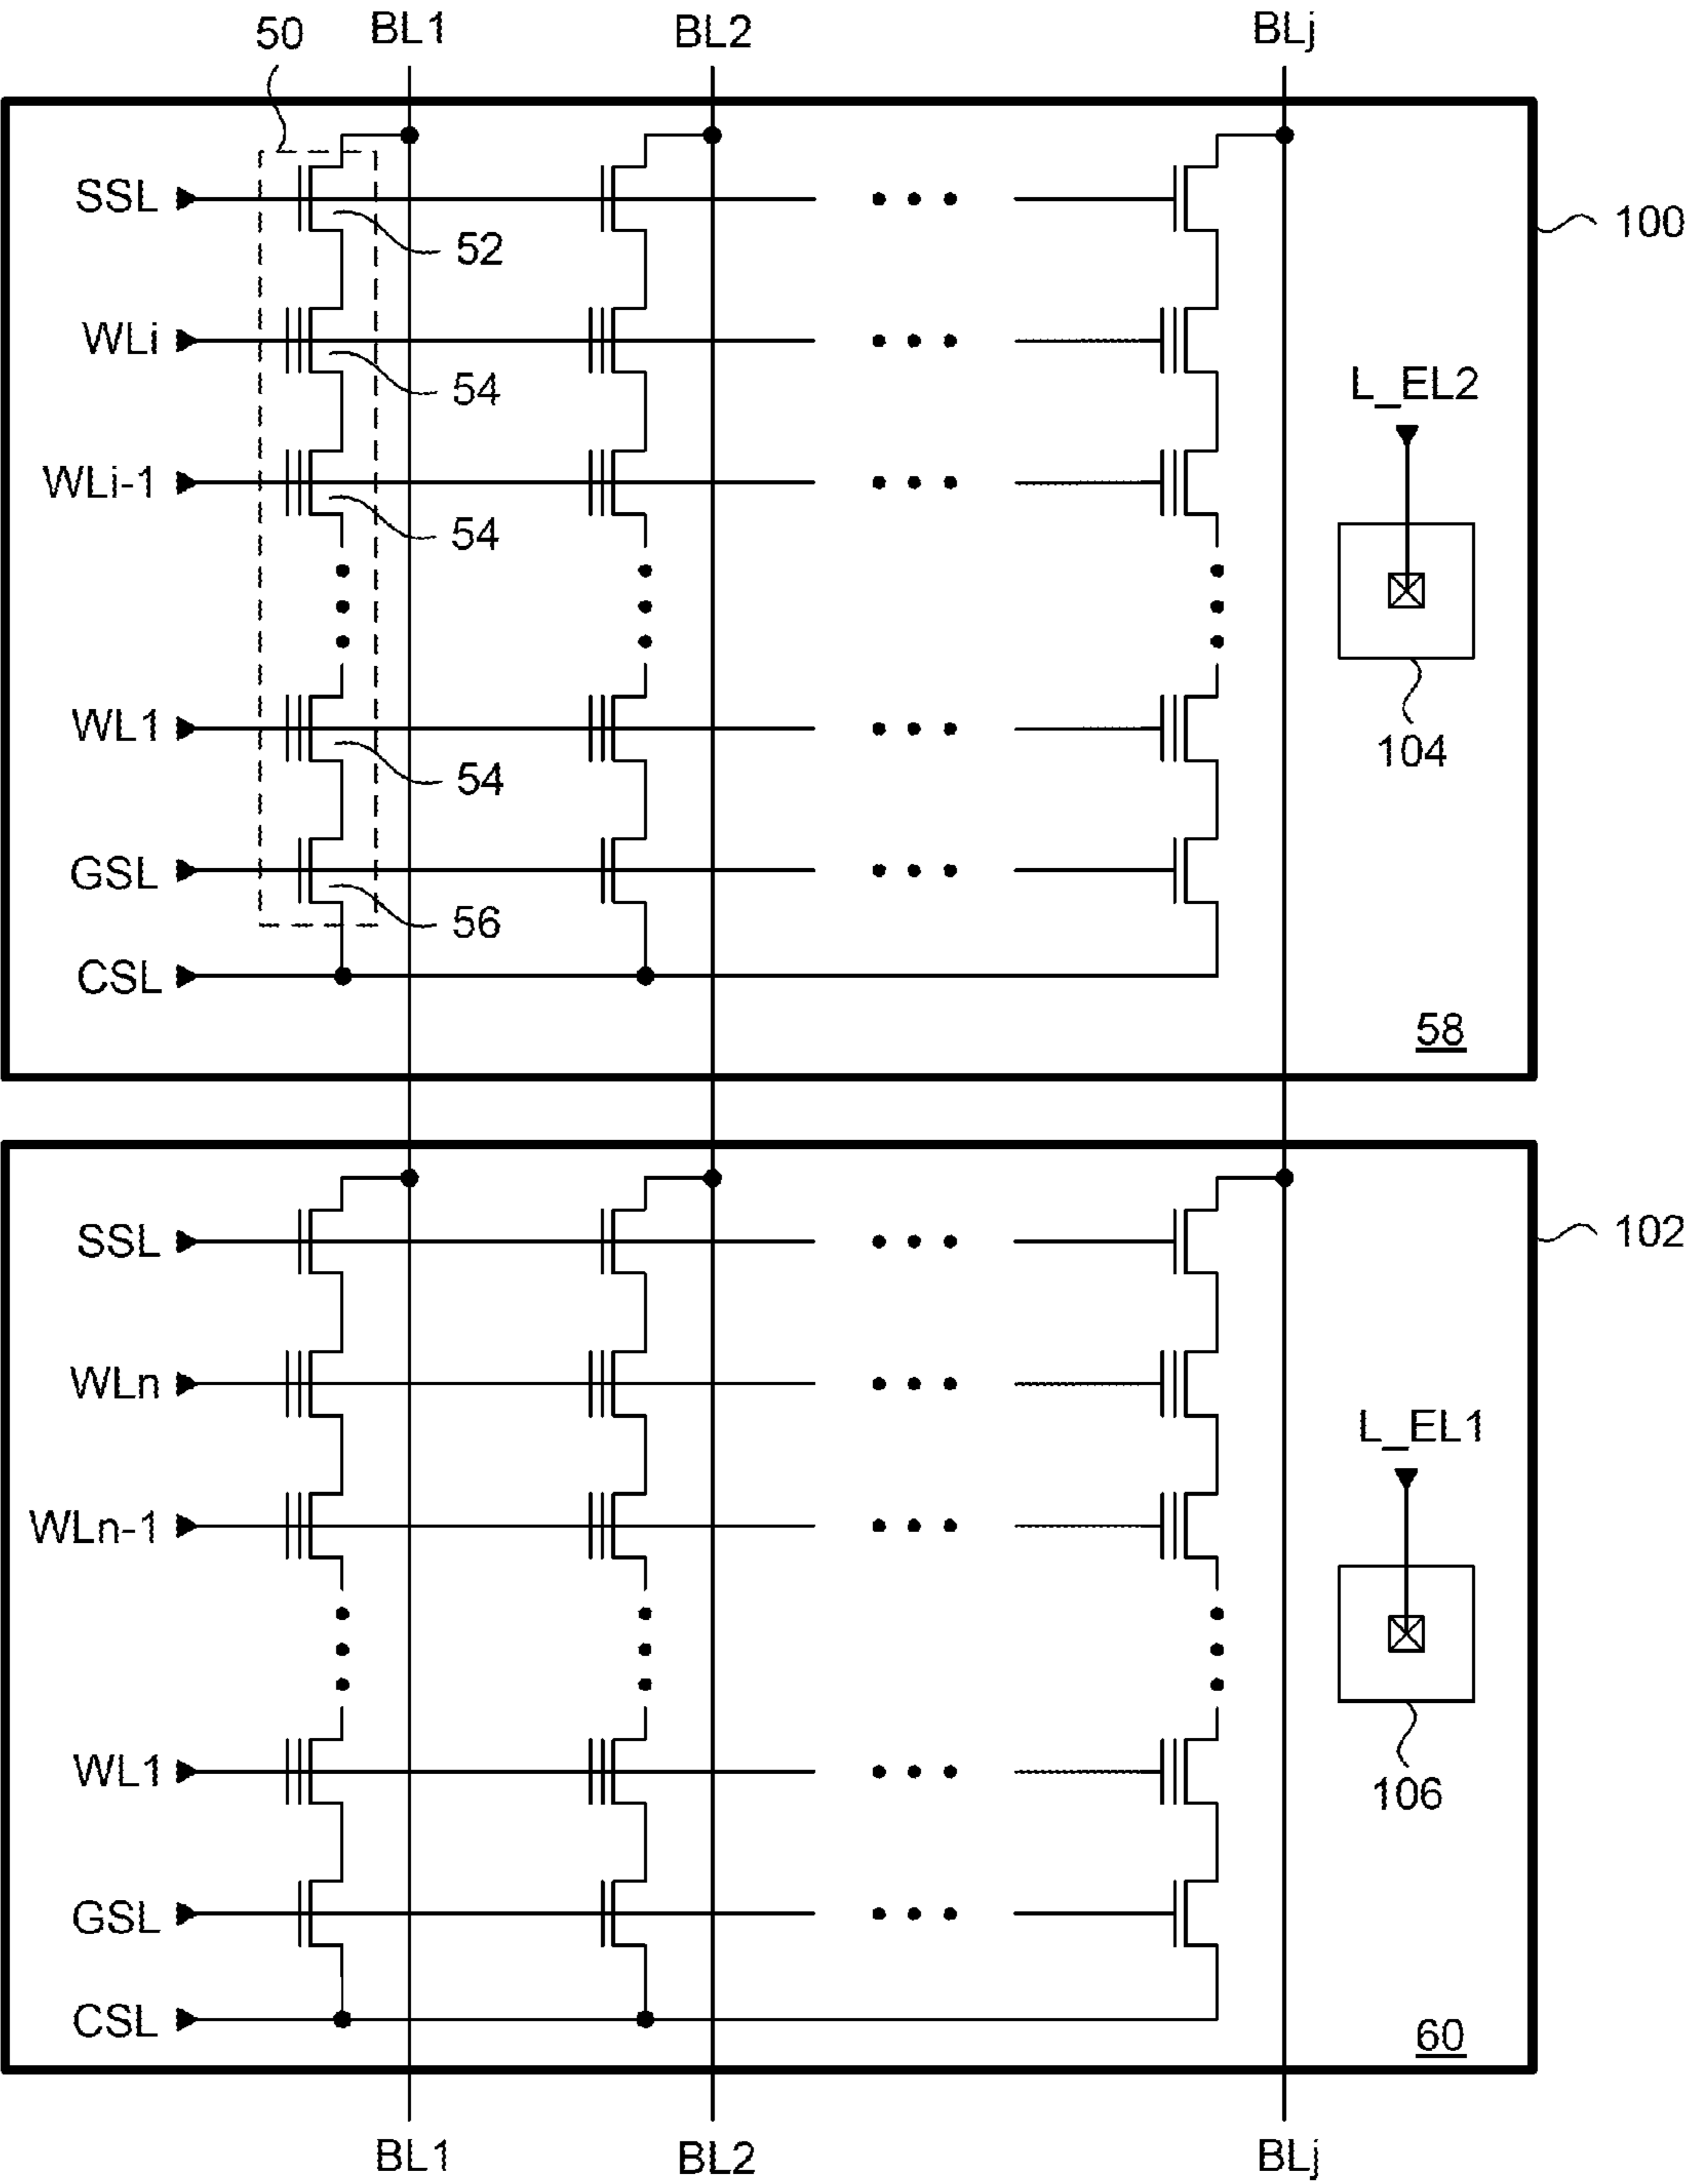 50 BL1 BL2 BLj
SSL
52
100
WLi
54
L_EL2
WLi-1
54
WL1
54
104
GSL
56
CSL
58
SSL
102
WLn
L_EL1
WLn-1
WL1
106
GSL
CSL
60
BL1 BL2 BLj